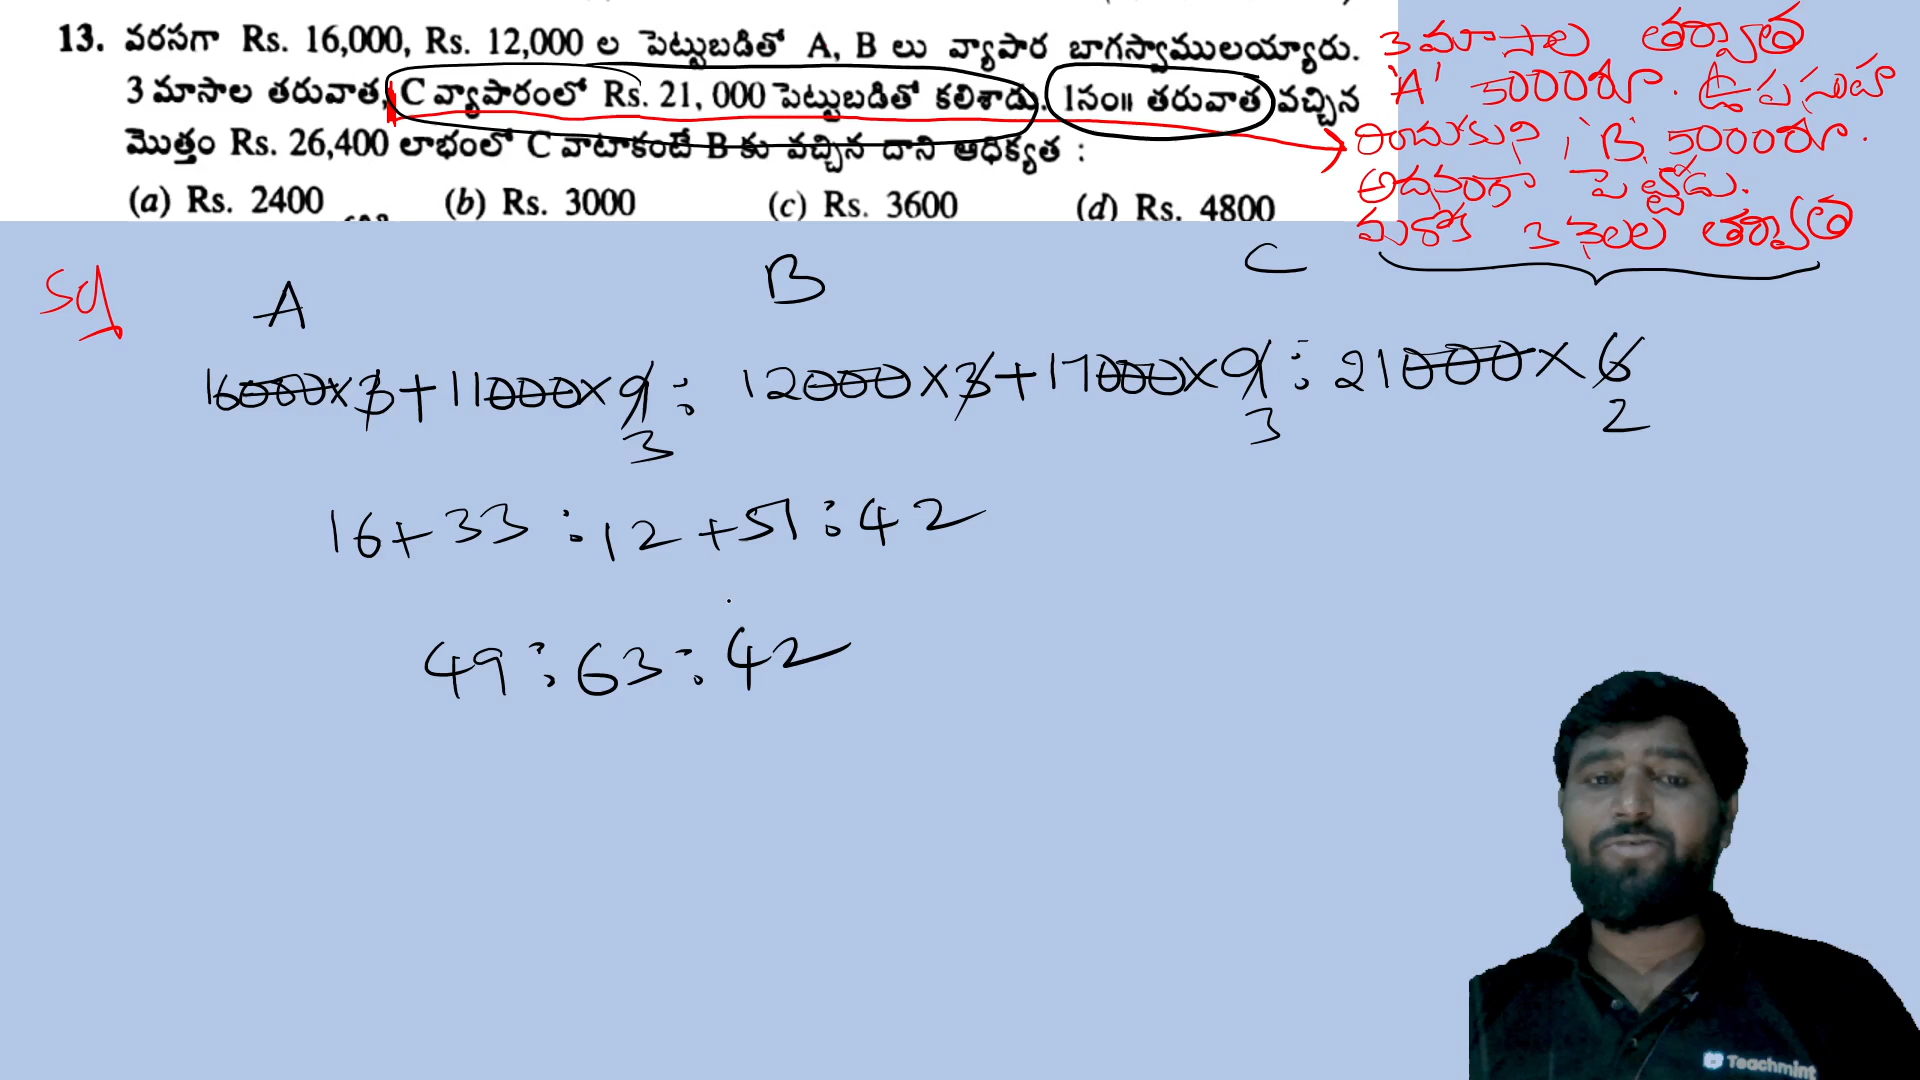 13. వరసగా Rs. 16,000, Rs. 12,000 ల పెట్టుబడితో A, B లు వ్యాపార బాగస్వాములయ్యారు.
3 మాసాల తరువాత, C వ్యాపారంలో Rs. 21, 000 పెట్టుబడితో కలిశాడు. 1సం॥ తరువాత వచ్చిన
మొత్తం Rs. 26,400 లాభంలో C వాటాకంటే B కు వచ్చిన దాని ఆధిక్యత :
(a) Rs. 2400 (b) Rs. 3000 (c) Rs. 3600 (d) Rs. 4800
3 మాసాల తర్వాత
'A' 5000రూ. ఉపసంహ
రించుకుని, 'B' 5000రూ.
అదనంగా పెట్టాడు.
మరొక 3 నెలల తర్వాత
Sol
A B C
16000×3+11000×9 : 12000×3+17000×9 : 21000×6
3 3 2
16+33 : 12+51 : 42
49 : 63 : 42
Teachmint